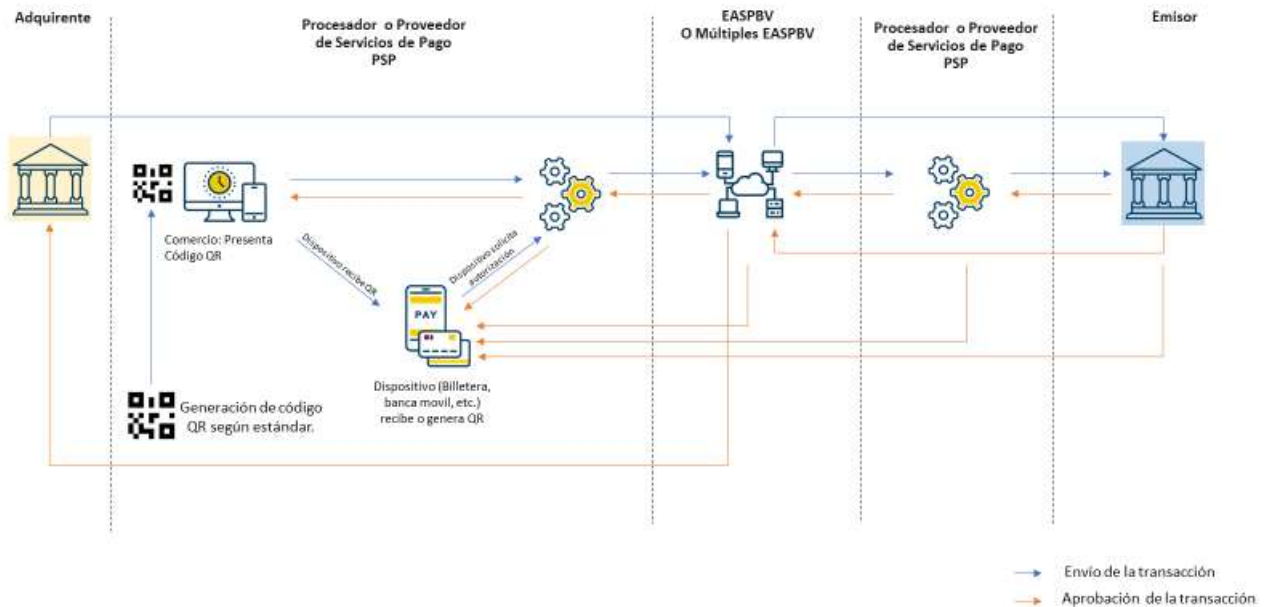 Adquirente
Procesador o Proveedor
de Servicios de Pago
PSP
EASPBV
O Múltiples EASPBV
Procesador o Proveedor
de Servicios de Pago
PSP
Emisor
Comercio: Presenta
Código QR
Dispositivo recibe QR
Dispositivo solicita
autorización
PAY
Dispositivo (Billetera,
banca movil, etc.)
recibe o genera QR
Generación de código
QR según estándar.
Envío de la transacción
Aprobación de la transacción